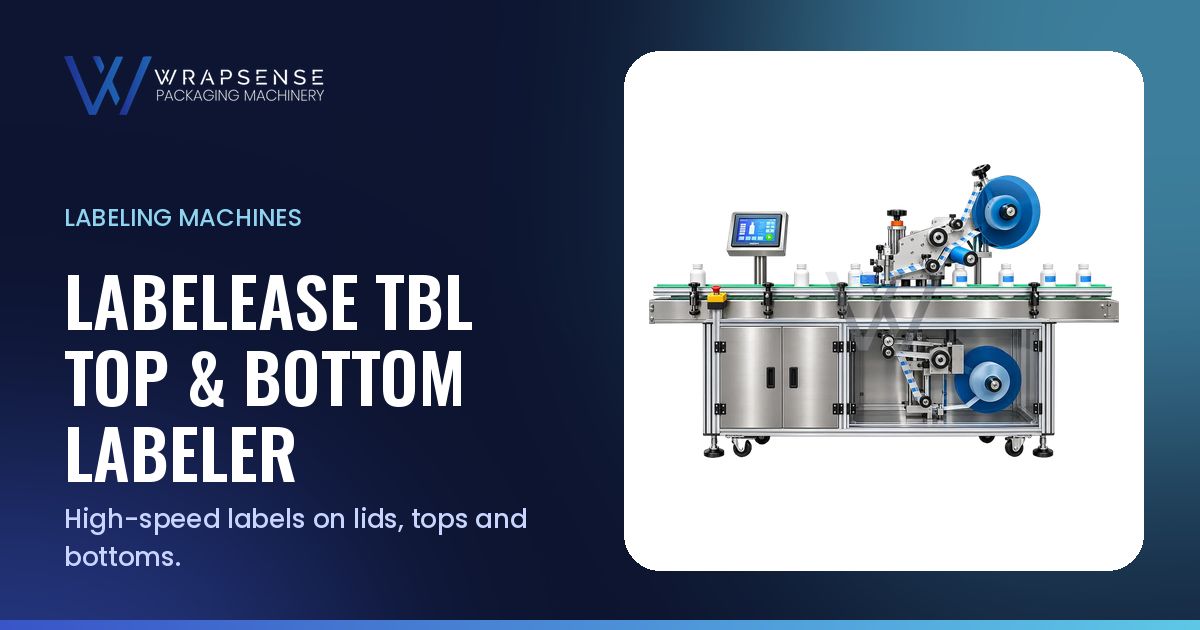 WRAPSENSE
PACKAGING MACHINERY
LABELING MACHINES
LABELEASE TBL
TOP & BOTTOM
LABELER
High-speed labels on lids, tops and
bottoms.